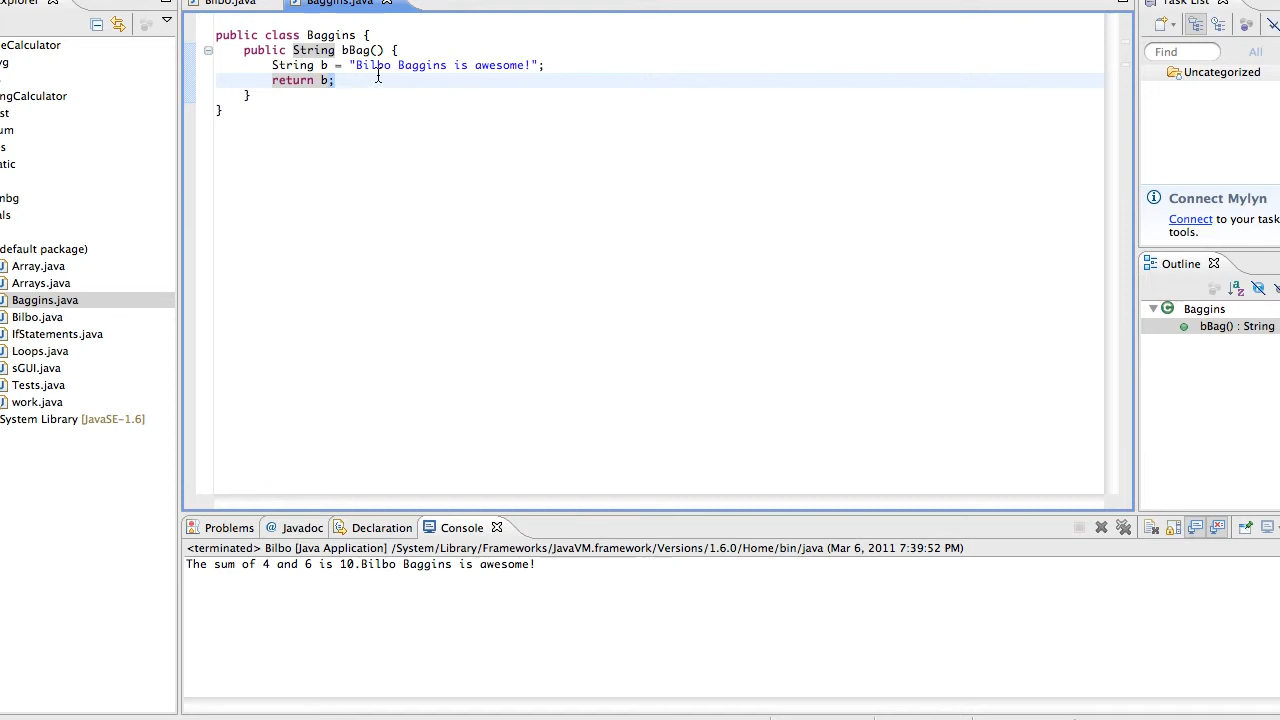 Bilbo.java
Baggins.java
Task List
eCalculator
ngCalculator
st
um
s
atic
nbg
als
default package)
Array.java
Arrays.java
Baggins.java
Bilbo.java
IfStatements.java
Loops.java
sGUI.java
Tests.java
work.java
System Library [JavaSE-1.6]
public class Baggins {
public String bBag() {
String b = "Bilbo Baggins is awesome!";
return b;
}
}
Find
All
Uncategorized
Connect Mylyn
Connect to your task
tools.
Outline
Baggins
bBag() : String
Problems
@ Javadoc
Declaration
Console
<terminated> Bilbo [Java Application] /System/Library/Frameworks/JavaVM.framework/Versions/1.6.0/Home/bin/java (Mar 6, 2011 7:39:52 PM)
The sum of 4 and 6 is 10.Bilbo Baggins is awesome!